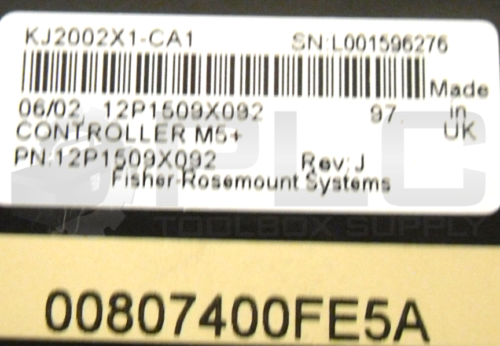 KJ2002X1-CA1 SN:L001596276
Made
06/02 12P1509X092 97 in
CONTROLLER M5+ UK
PN:12P1509X092 Rev:J
Fisher-Rosemount Systems
PLC
TOOLBOX SUPPLY
00807400FE5A